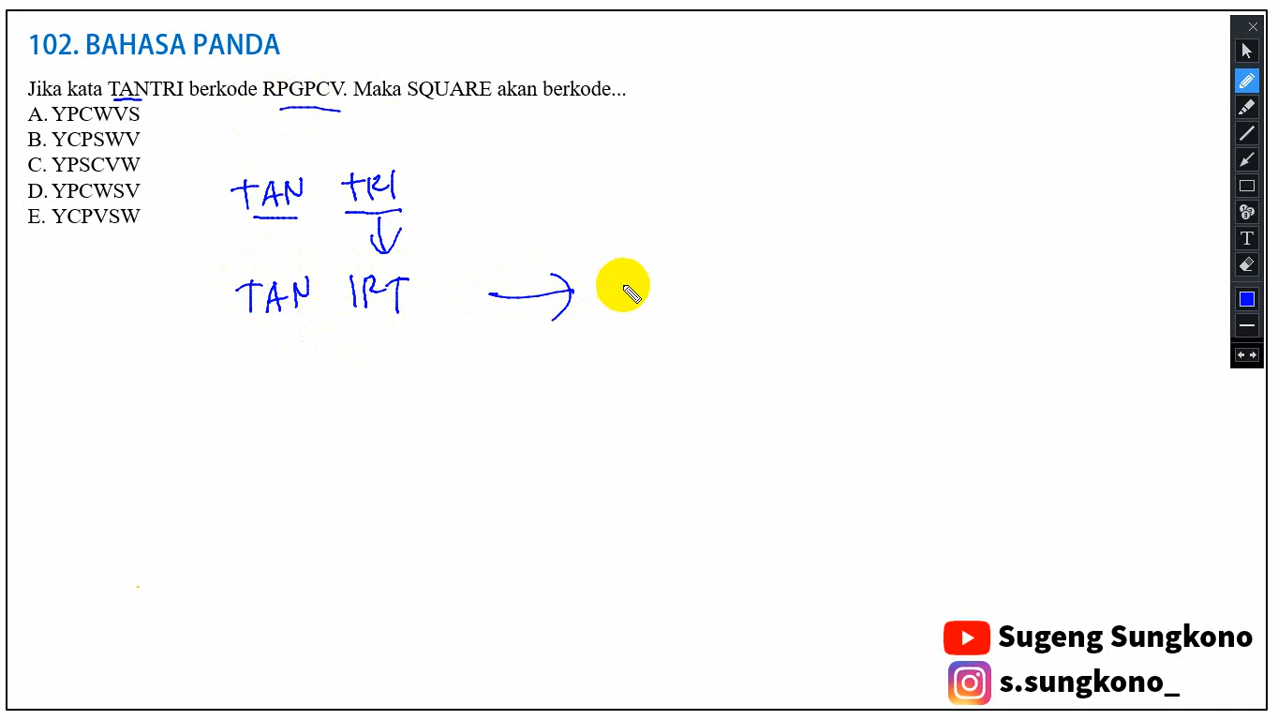 102. BAHASA PANDA
Jika kata TANTRI berkode RPGPCV. Maka SQUARE akan berkode...
A. YPCWVS
B. YCPSWV
C. YPSCVW
D. YPCWSV
E. YCPVSW
TAN TRI
TAN IRT
Sugeng Sungkono
s.sungkono_